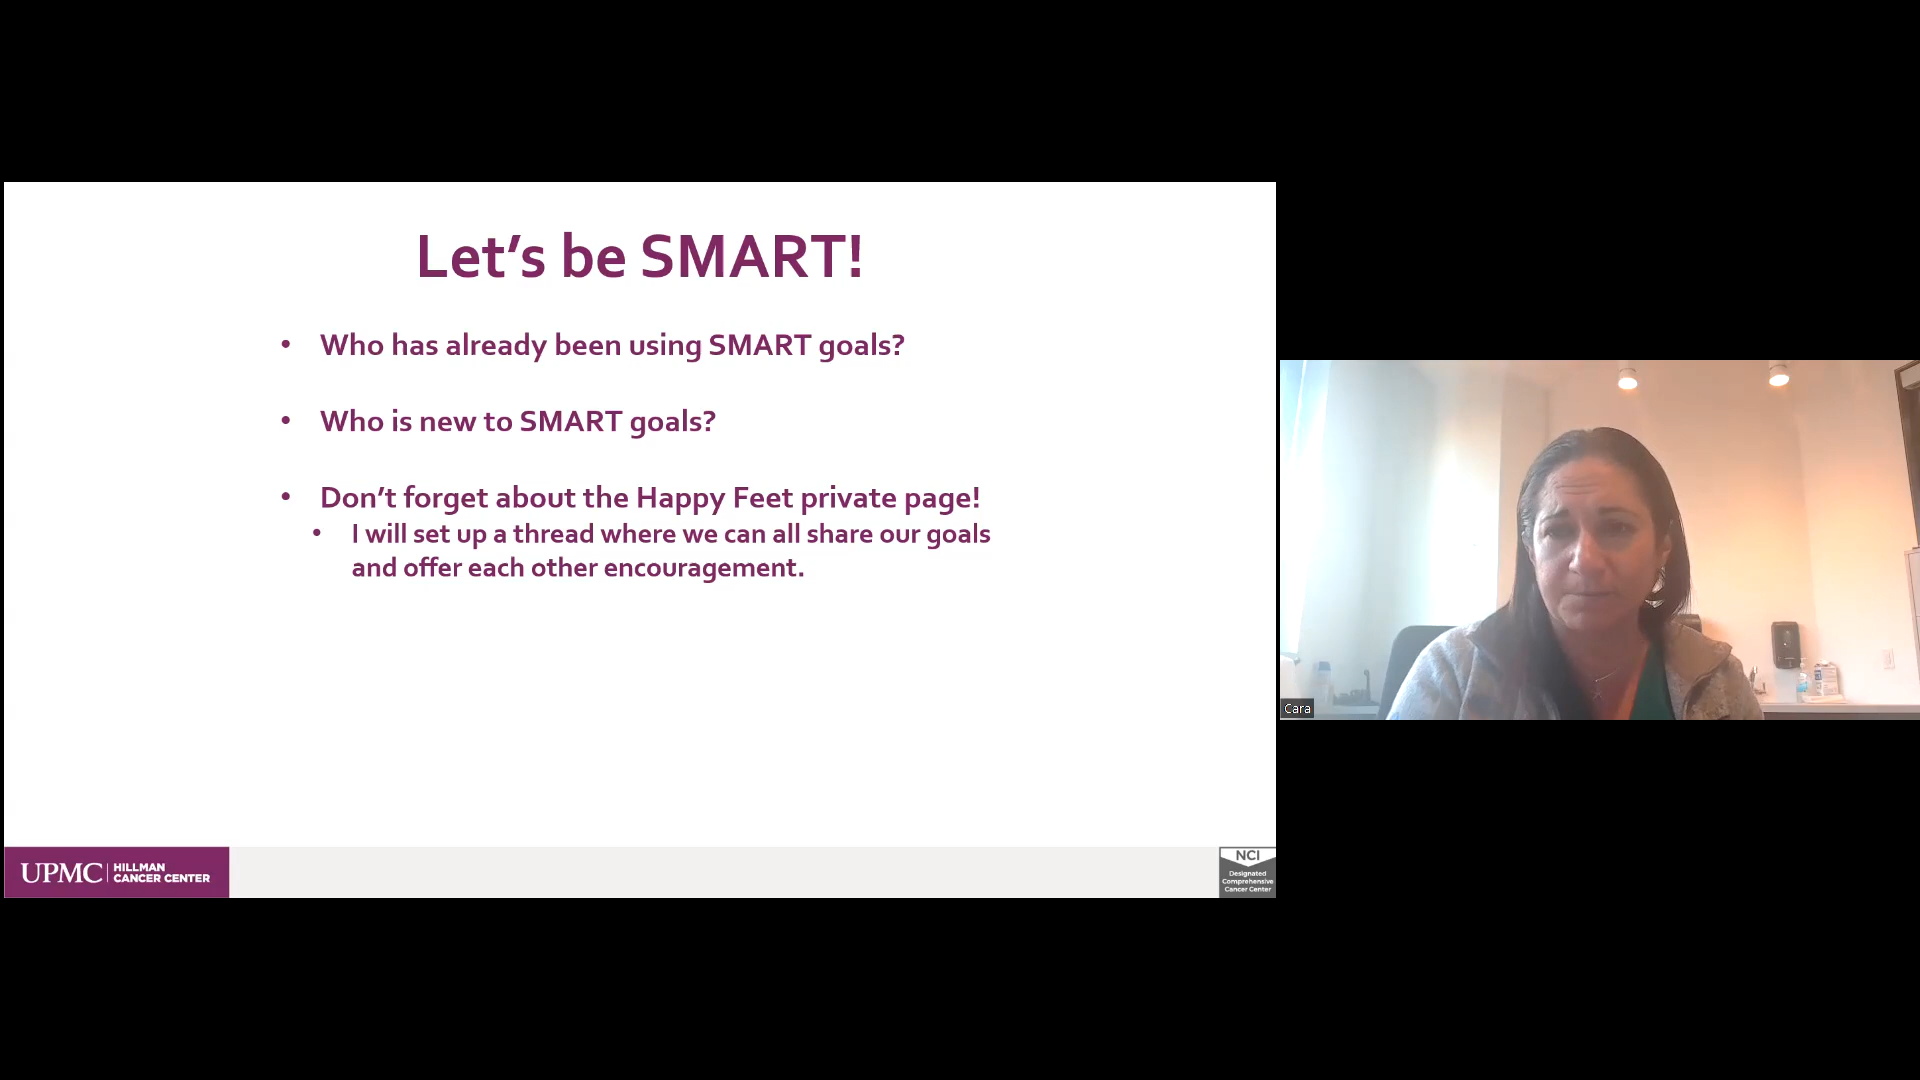 Let’s be SMART!
• Who has already been using SMART goals?
• Who is new to SMART goals?
• Don’t forget about the Happy Feet private page!
• I will set up a thread where we can all share our goals
and offer each other encouragement.
UPMC | HILLMAN
CANCER CENTER
NCI
Designated
Comprehensive
Cancer Center
Cara